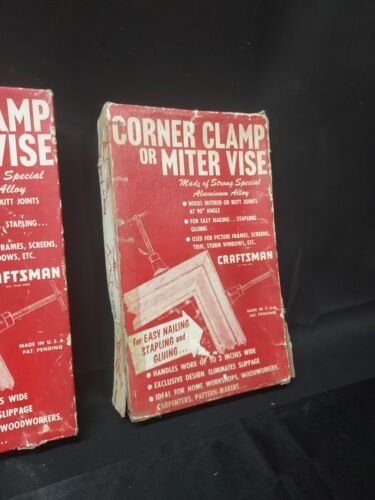 AMP
VISE
Special
Alloy
BUTT JOINTS
STAPLING...
FRAMES, SCREENS,
WINDOWS, ETC.
AFTSMAN
MADE IN U.S.A.
PAT. PENDING
WIDE
SLIPPAGE
WOODWORKERS,
CORNER CLAMP
OR MITER VISE
Made of Strong Special
Aluminum Alloy
• HOLDS MITERED OR BUTT JOINTS
AT 90° ANGLE
• FOR EASY NAILING... STAPLING...
GLUING
• USED FOR PICTURE FRAMES, SCREENS,
TRIM, STORM WINDOWS, ETC.
CRAFTSMAN
MADE IN U.S.A.
PAT. PENDING
For EASY NAILING
STAPLING and
GLUING...
• HANDLES WORK UP TO 3 INCHES WIDE
• EXCLUSIVE DESIGN ELIMINATES SLIPPAGE
• IDEAL FOR HOME WORKSHOPS, WOODWORKERS,
CARPENTERS, PATTERN-MAKERS...